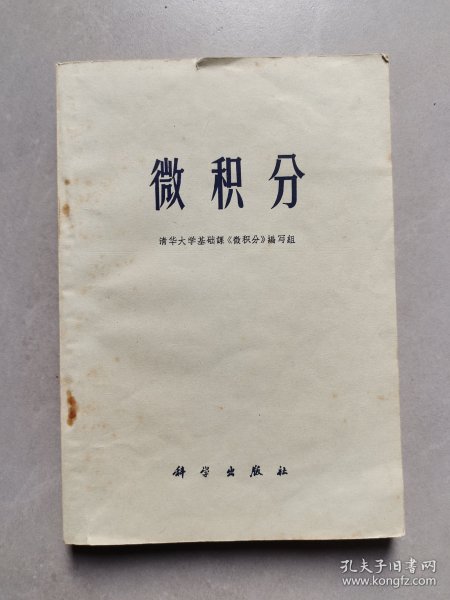 微积分
清华大学基础课《微积分》编写组
科学出版社
孔夫子旧书网
www.kongfz.com